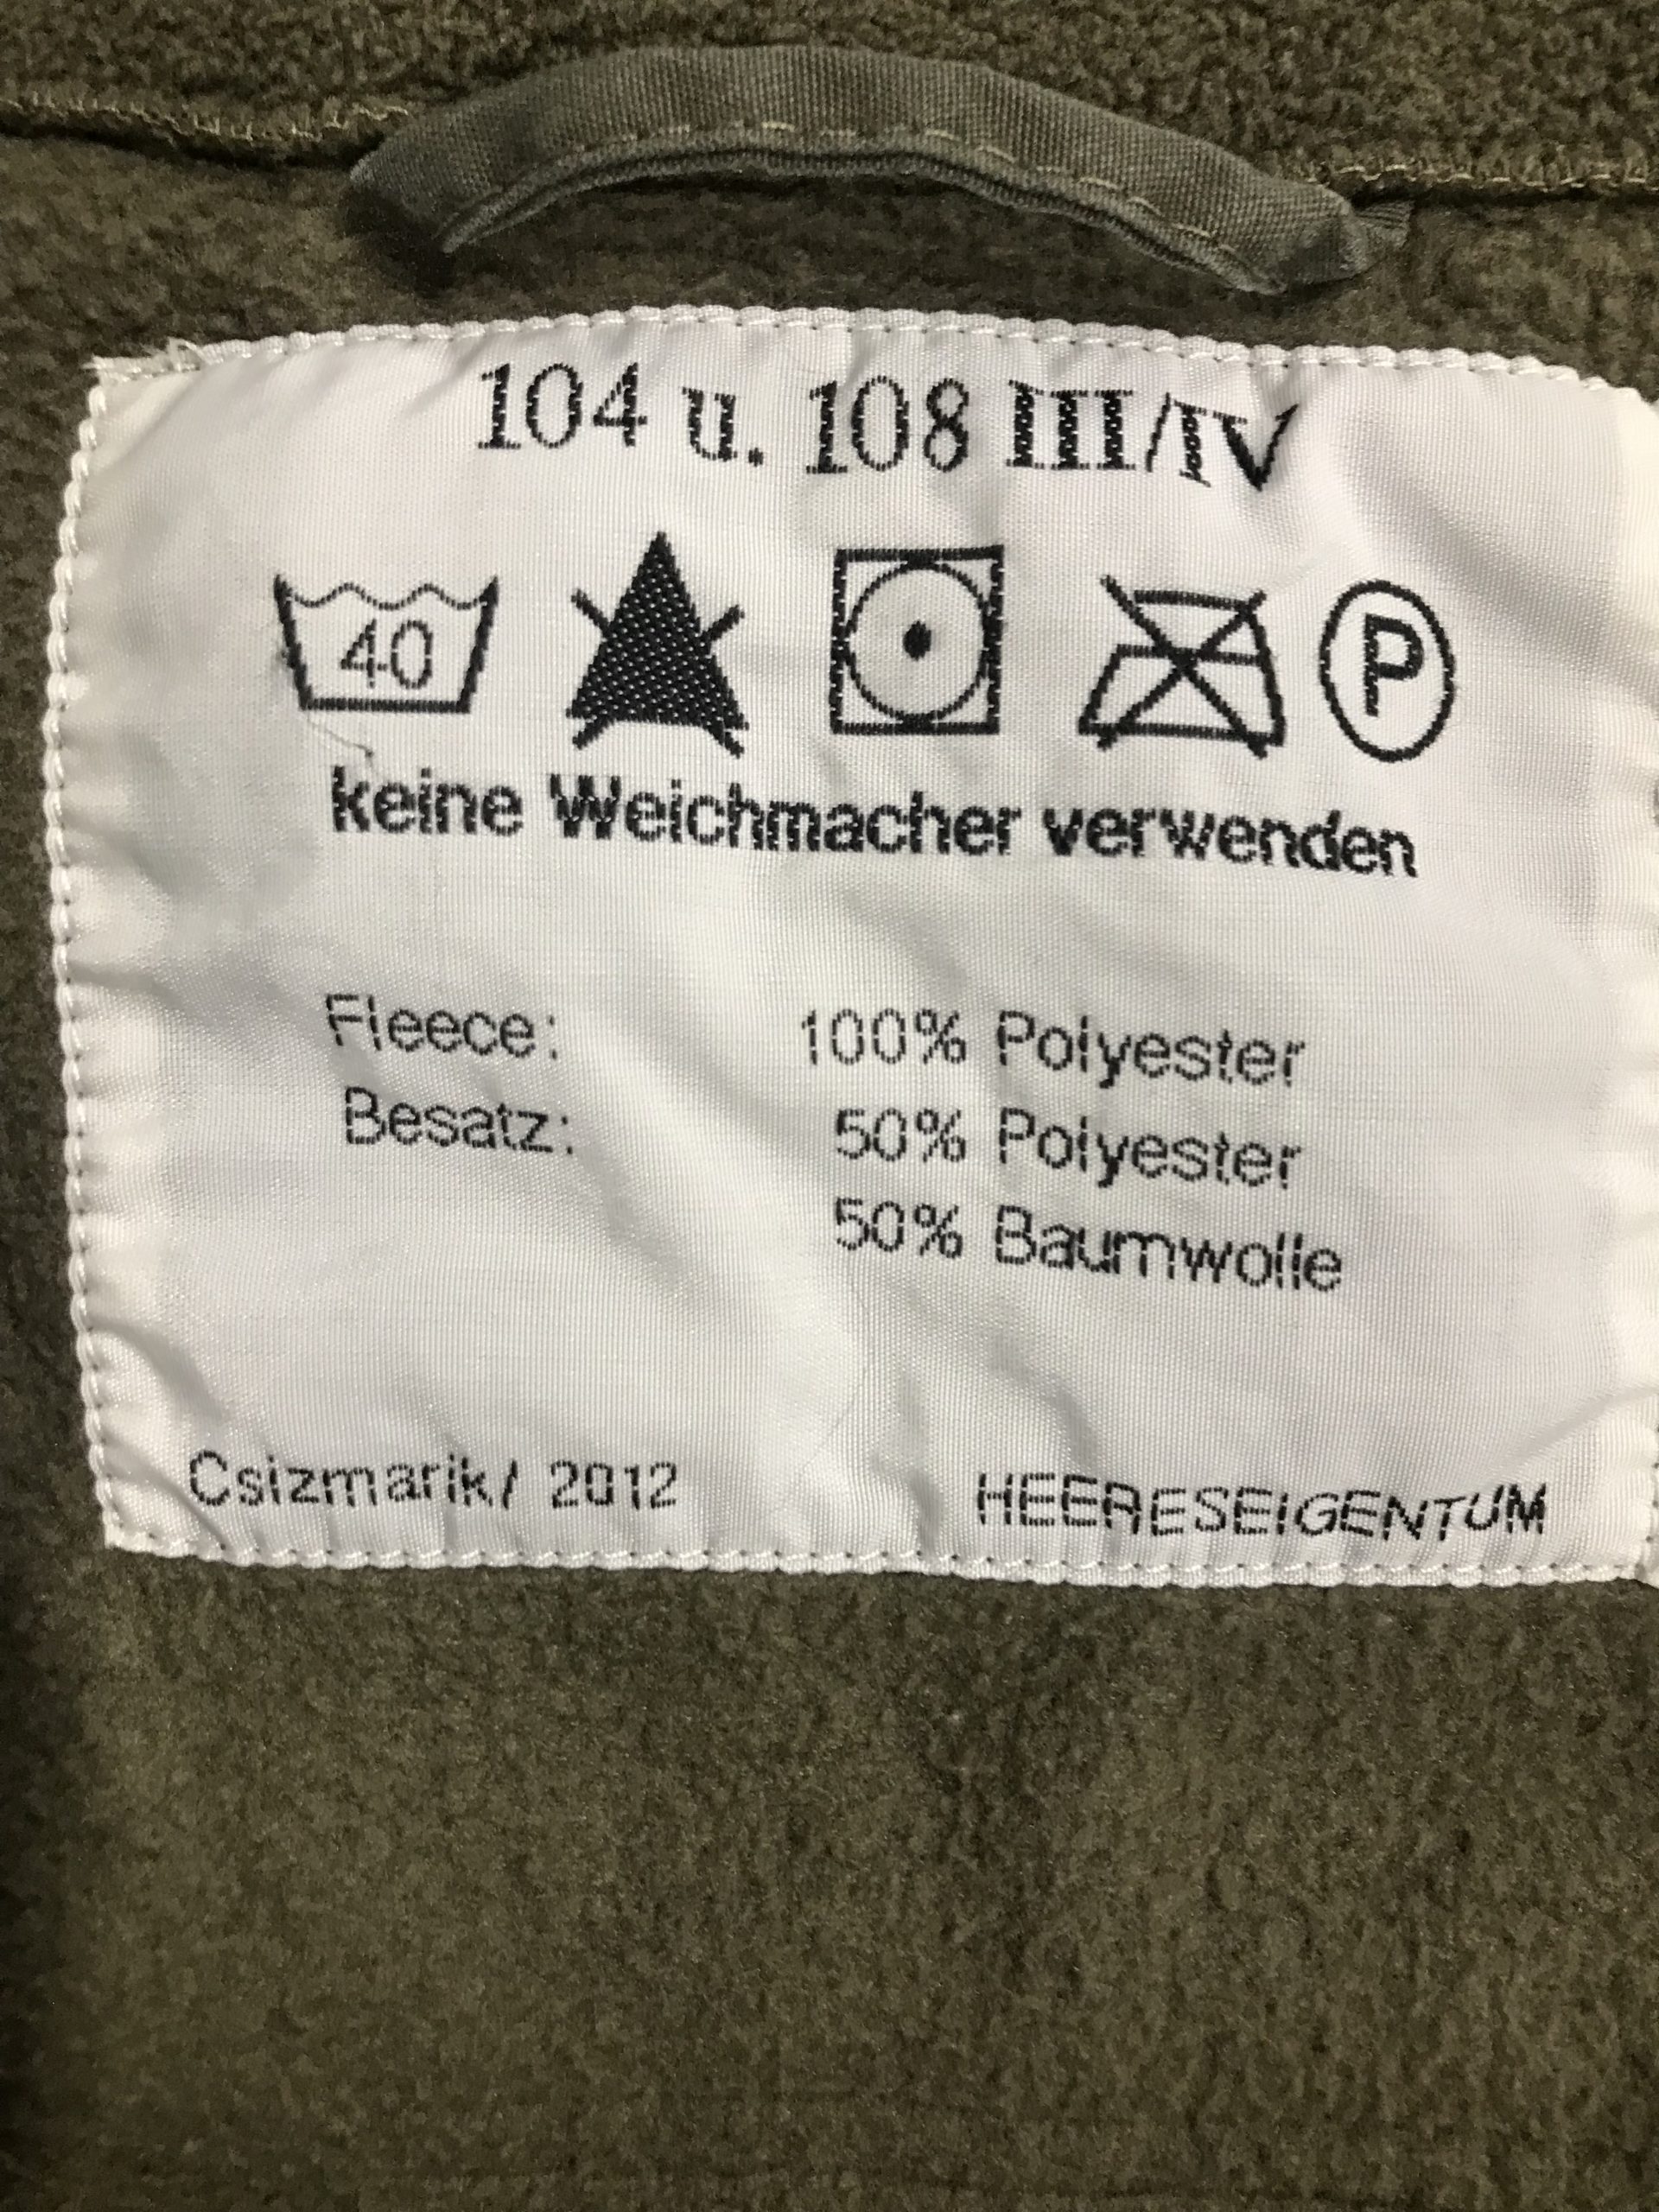 104 u. 108 III/IV
40
P
keine Weichmacher verwenden
Fleece: 100% Polyester
Besatz: 50% Polyester
50% Baumwolle
Csizmarik/ 2012 HEERESEIGENTUM